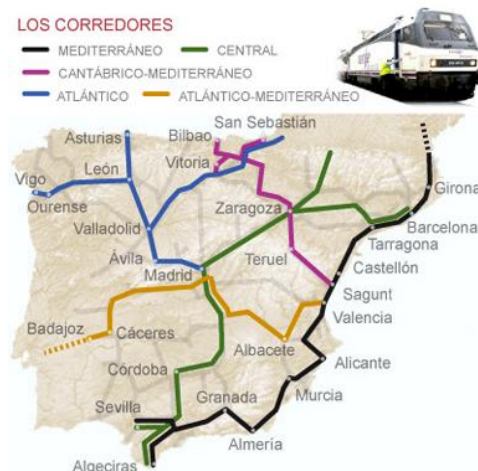 LOS CORREDORES
MEDITERRÁNEO CENTRAL
CANTÁBRICO-MEDITERRÁNEO
ATLÁNTICO ATLÁNTICO-MEDITERRÁNEO
San Sebastián
Asturias Bilbao
León Vitoria
Vigo
Ourense
Girona
Zaragoza
Valladolid
Barcelona
Tarragona
Ávila
Madrid
Teruel
Castellón
Sagunt
Valencia
Badajoz
Cáceres
Albacete
Alicante
Córdoba
Murcia
Sevilla
Granada
Almería
Algeciras